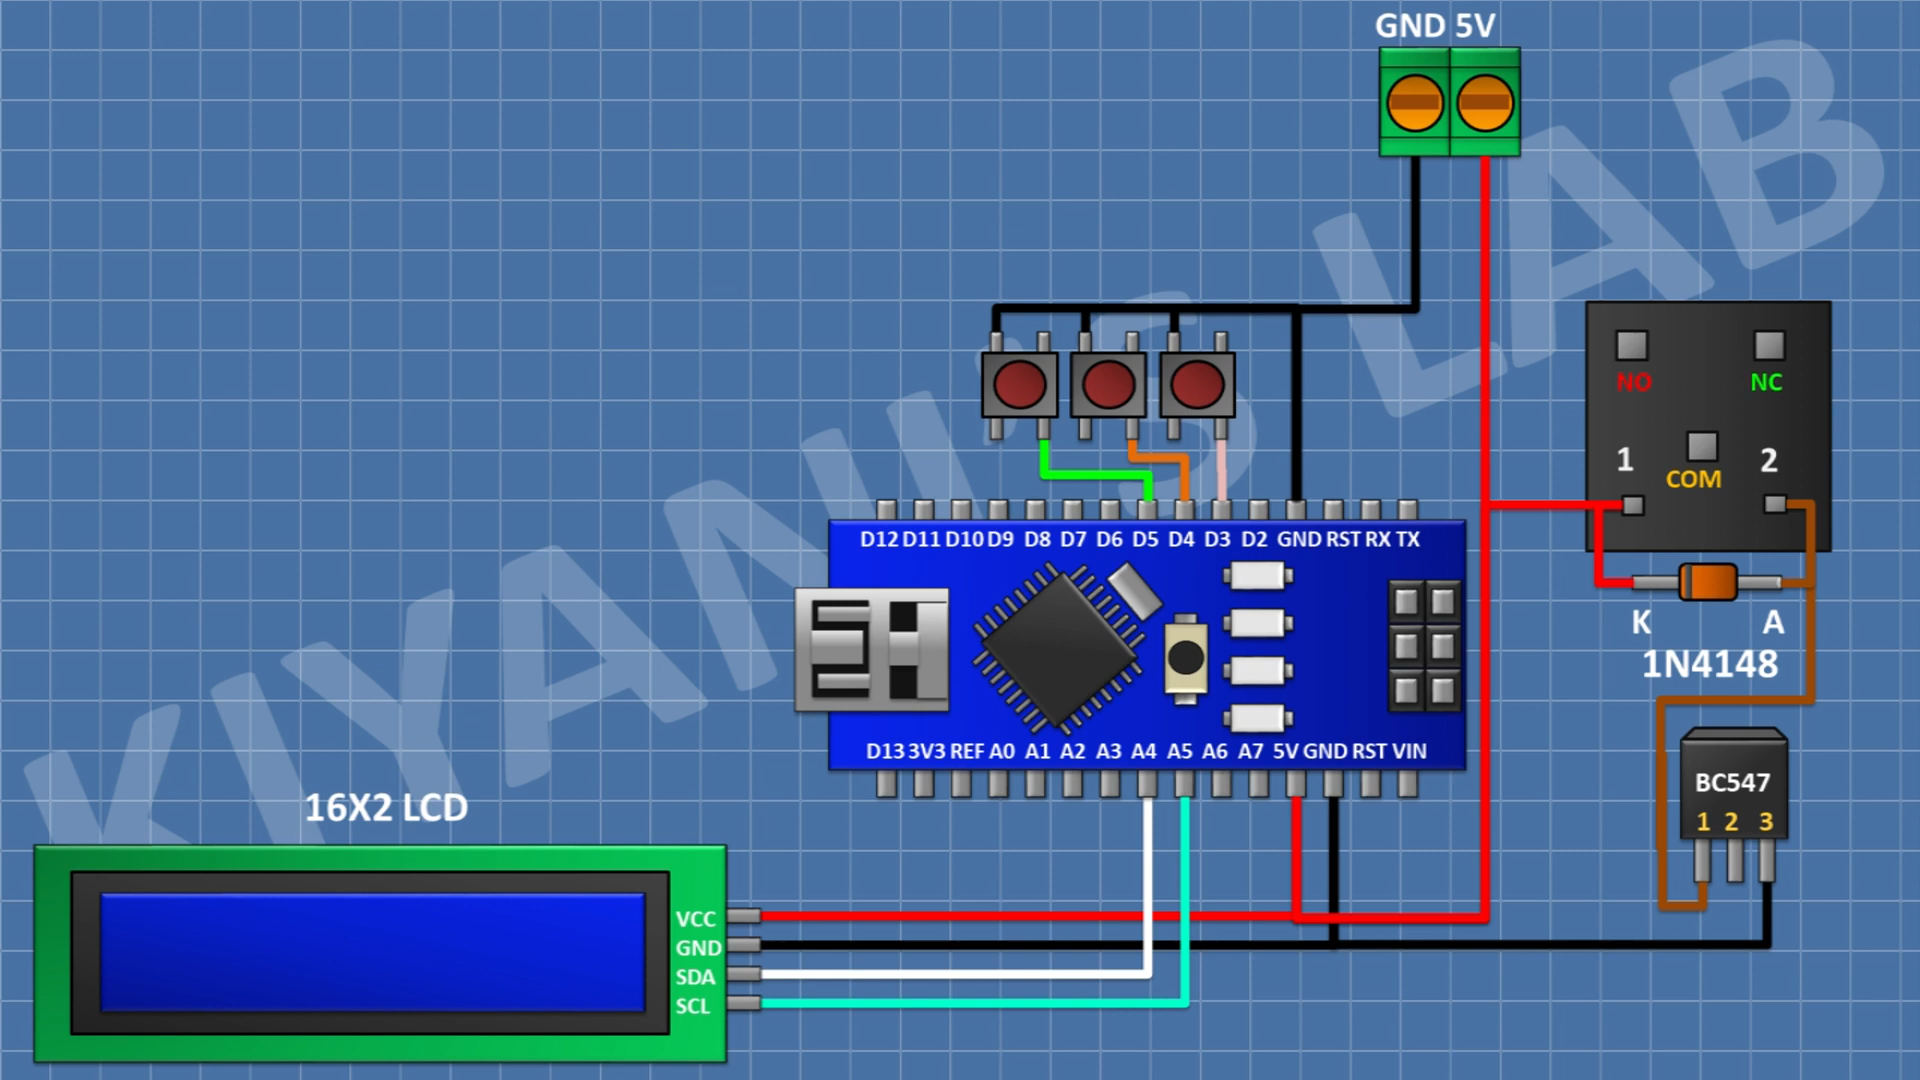 GND 5V
KIYANI'S LAB
NO NC
1 2
COM
D12 D11 D10 D9 D8 D7 D6 D5 D4 D3 D2 GND RST RX TX
K A
1N4148
D13 3V3 REF A0 A1 A2 A3 A4 A5 A6 A7 5V GND RST VIN
BC547
1 2 3
16X2 LCD
VCC
GND
SDA
SCL